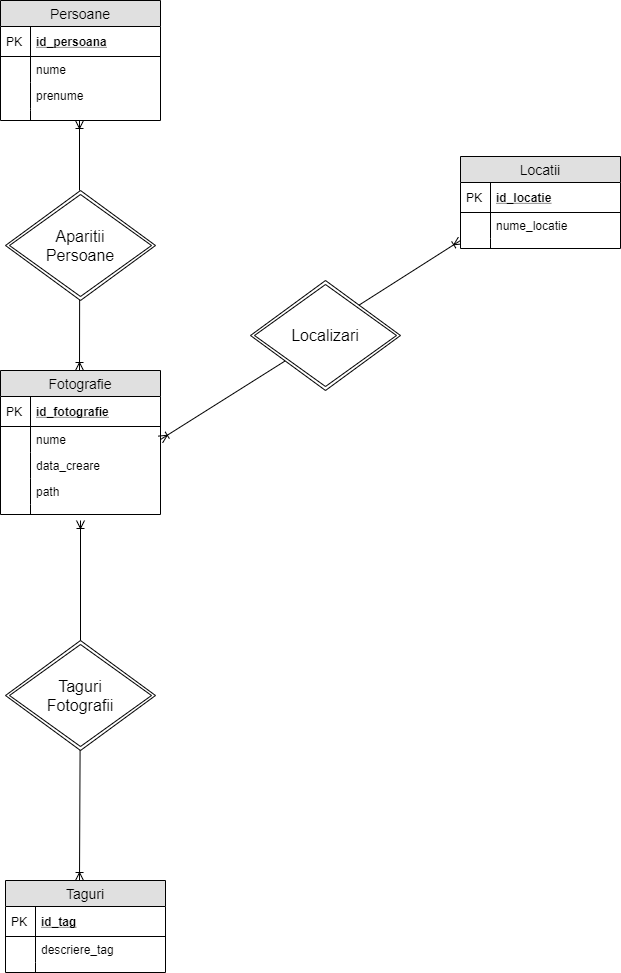 Persoane
PK id_persoana
nume
prenume
Aparitii
Persoane
Locatii
PK id_locatie
nume_locatie
Localizari
Fotografie
PK id_fotografie
nume
data_creare
path
Taguri
Fotografii
Taguri
PK id_tag
descriere_tag